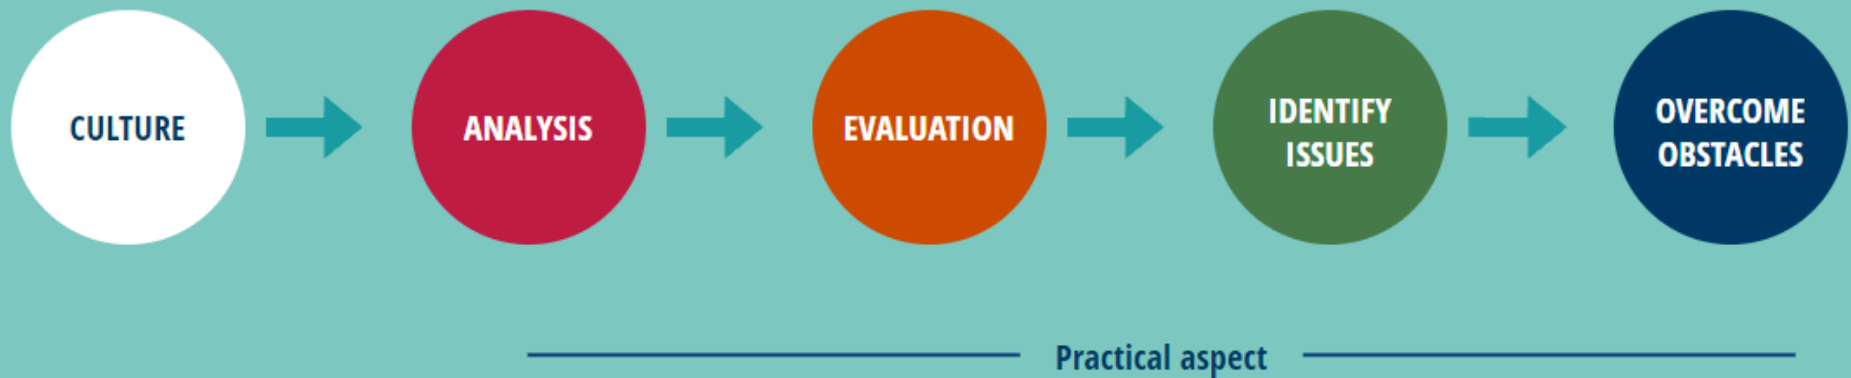 CULTURE
ANALYSIS
EVALUATION
IDENTIFY
ISSUES
OVERCOME
OBSTACLES
Practical aspect